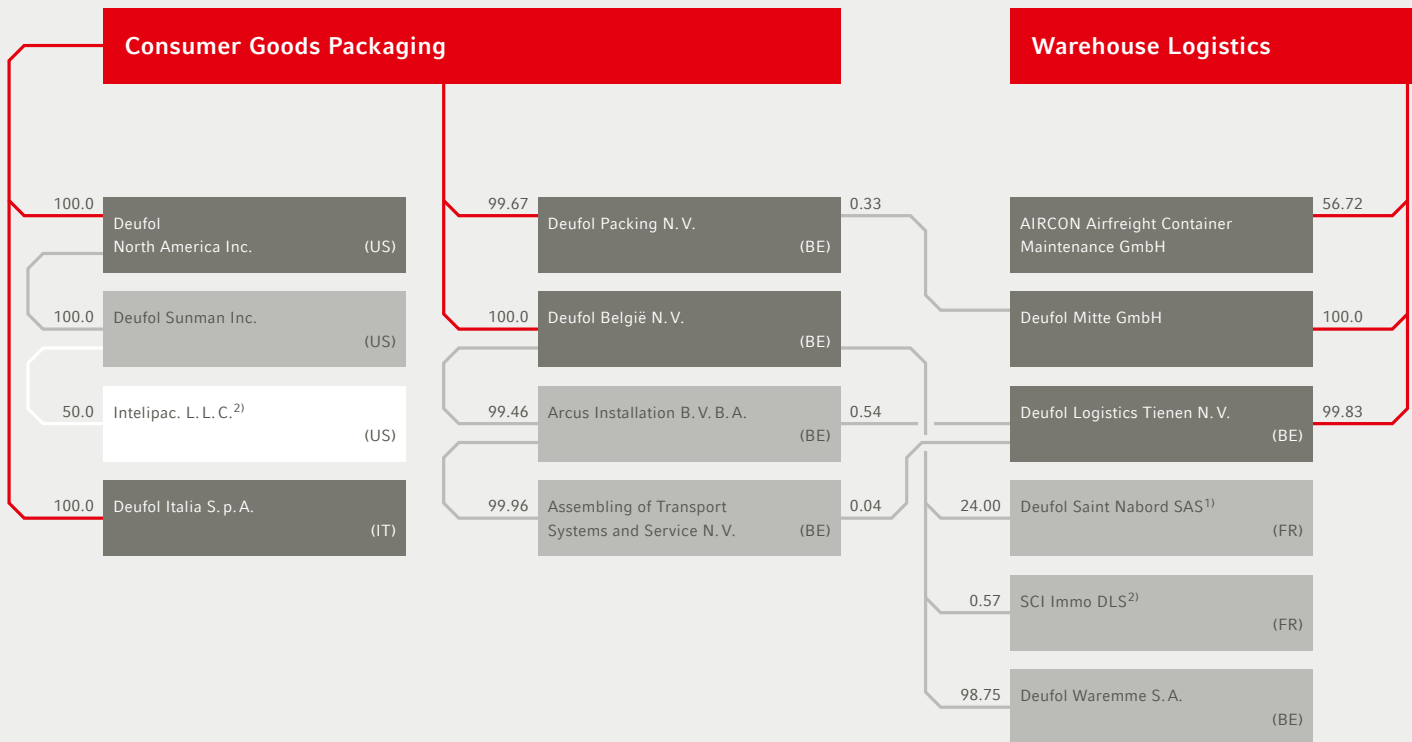 Consumer Goods Packaging
Warehouse Logistics
100.0
Deufol
North America Inc. (US)
100.0
Deufol Sunman Inc.
(US)
50.0
Intelipac. L. L. C.2)
(US)
100.0
Deufol Italia S. p. A.
(IT)
99.67
Deufol Packing N. V.
(BE)
0.33
100.0
Deufol België N. V.
(BE)
99.46
Arcus Installation B. V. B. A.
(BE)
0.54
99.96
Assembling of Transport
Systems and Service N. V. (BE)
0.04
AIRCON Airfreight Container
Maintenance GmbH
56.72
Deufol Mitte GmbH
100.0
Deufol Logistics Tienen N. V.
(BE)
99.83
24.00
Deufol Saint Nabord SAS1)
(FR)
0.57
SCI Immo DLS2)
(FR)
98.75
Deufol Waremme S. A.
(BE)